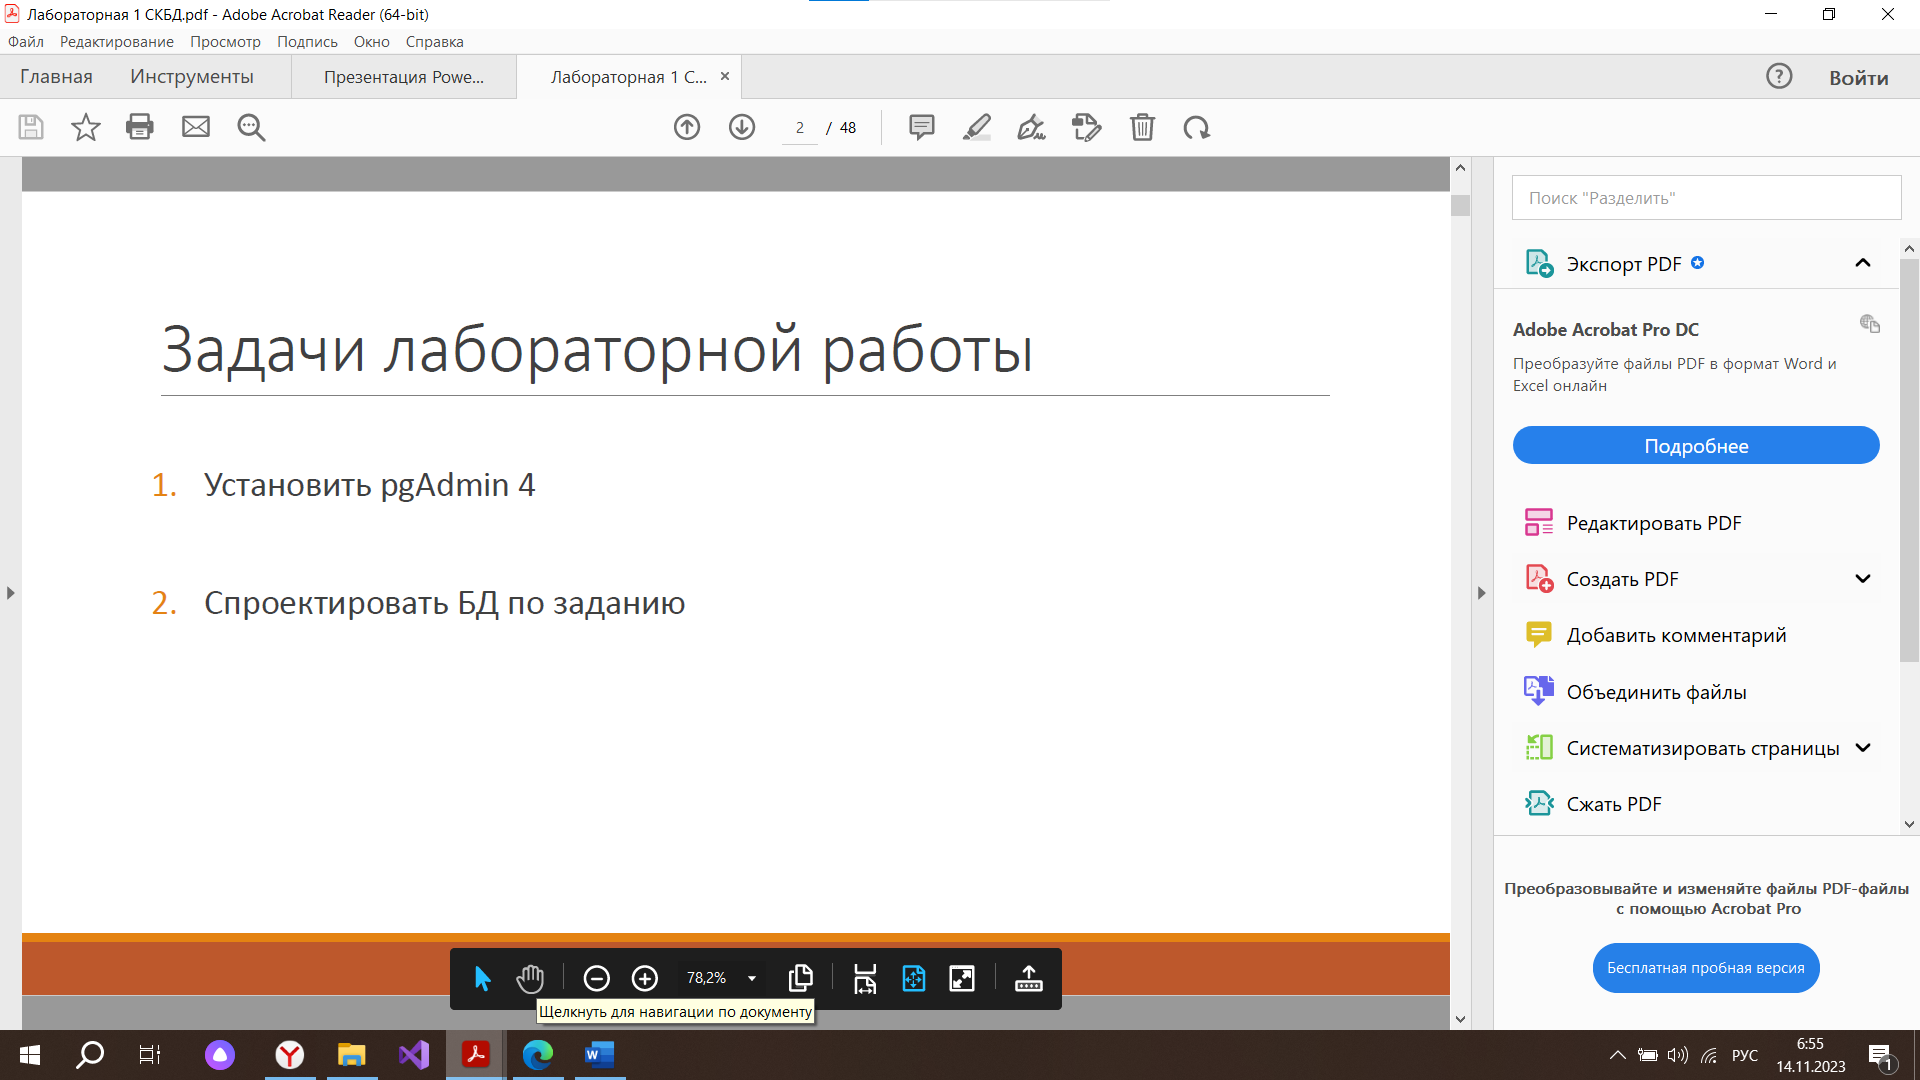 Лабораторная 1 СКБД.pdf - Adobe Acrobat Reader (64-bit)
Файл Редактирование Просмотр Подпись Окно Справка
Главная Инструменты Презентация Powe... Лабораторная 1 С... Войти
2 / 48
Поиск "Разделить"
Экспорт PDF
Adobe Acrobat Pro DC
Преобразуйте файлы PDF в формат Word и
Excel онлайн
Подробнее
Редактировать PDF
Создать PDF
Добавить комментарий
Объединить файлы
Систематизировать страницы
Сжать PDF
Преобразовывайте и изменяйте файлы PDF-файлы
с помощью Acrobat Pro
Бесплатная пробная версия
Задачи лабораторной работы
1. Установить pgAdmin 4
2. Спроектировать БД по заданию
78,2%
Щелкнуть для навигации по документу
РУС
6:55
14.11.2023
1